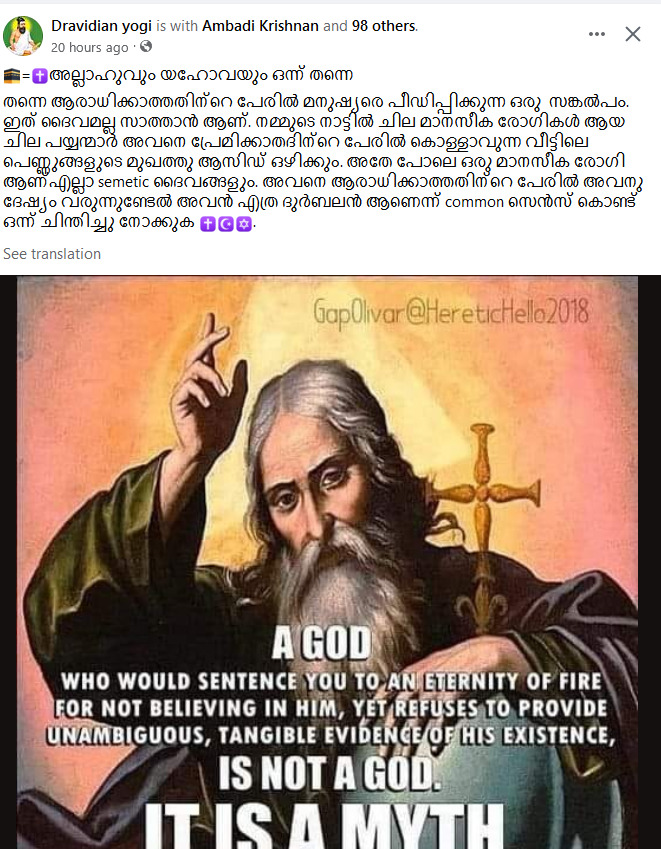 Dravidian yogi is with Ambadi Krishnan and 98 others.
20 hours ago ·
🕋=✝️അല്ലാഹുവും യഹോവയും ഒന്ന് തന്നെ
തന്നെ ആരാധിക്കാത്തതിന്റെ പേരിൽ മനുഷ്യരെ പീഡിപ്പിക്കുന്ന ഒരു സങ്കൽപം.
ഇത് ദൈവമല്ല സാത്താൻ ആണ്. നമ്മുടെ നാട്ടിൽ ചില മാനസീക രോഗികൾ ആയ
ചില പയ്യന്മാർ അവനെ പ്രേമിക്കാതദിന്റെ പേരിൽ കൊള്ളാവുന്ന വീട്ടിലെ
പെണ്ണുങ്ങളുടെ മുഖത്തു ആസിഡ് ഒഴിക്കും. അതേ പോലെ ഒരു മാനസീക രോഗി
ആണ് എല്ലാ semetic ദൈവങ്ങളും. അവനെ ആരാധിക്കാത്തതിന്റെ പേരിൽ അവനു
ദേഷ്യം വരുന്നുണ്ടേൽ അവൻ എത്ര ദുർബലൻ ആണെന്ന് common സെൻസ് കൊണ്ട്
ഒന്ന് ചിന്തിച്ചു നോക്കുക ✝️☪️✡️.
See translation
GapOlivar@HereticHello2018
A GOD
WHO WOULD SENTENCE YOU TO AN ETERNITY OF FIRE
FOR NOT BELIEVING IN HIM, YET REFUSES TO PROVIDE
UNAMBIGUOUS, TANGIBLE EVIDENCE OF HIS EXISTENCE,
IS NOT A GOD.
IT IS A MYTH